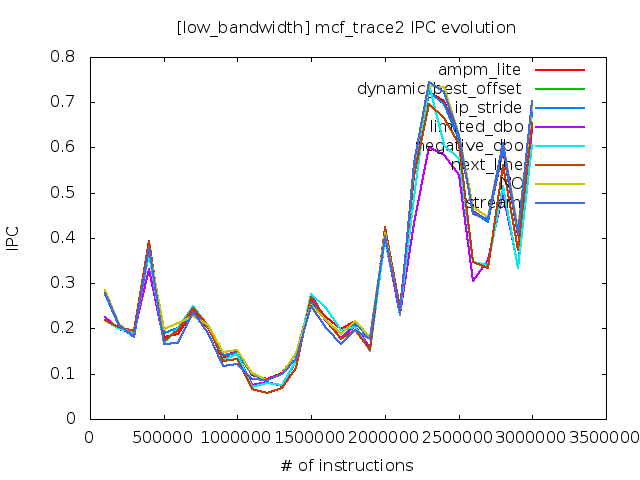 [low_bandwidth] mcf_trace2 IPC evolution
0.8
0.7
0.6
0.5
0.4
0.3
0.2
0.1
0
IPC
ampm_lite
dynamic_best_offset
ip_stride
limited_dbo
negative_dbo
next_line
stream
0 500000 1000000 1500000 2000000 2500000 3000000 3500000
# of instructions